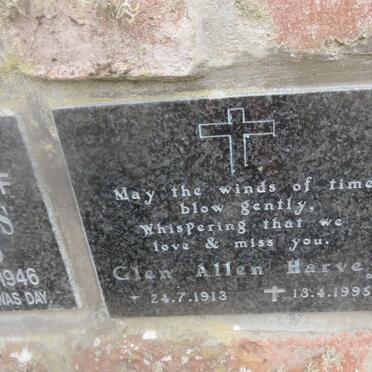 May the winds of time
blow gently,
Whispering that we
love & miss you.
Glen Allen Harvey
24.7.1913 13.4.1995
1946
WAS DAY.